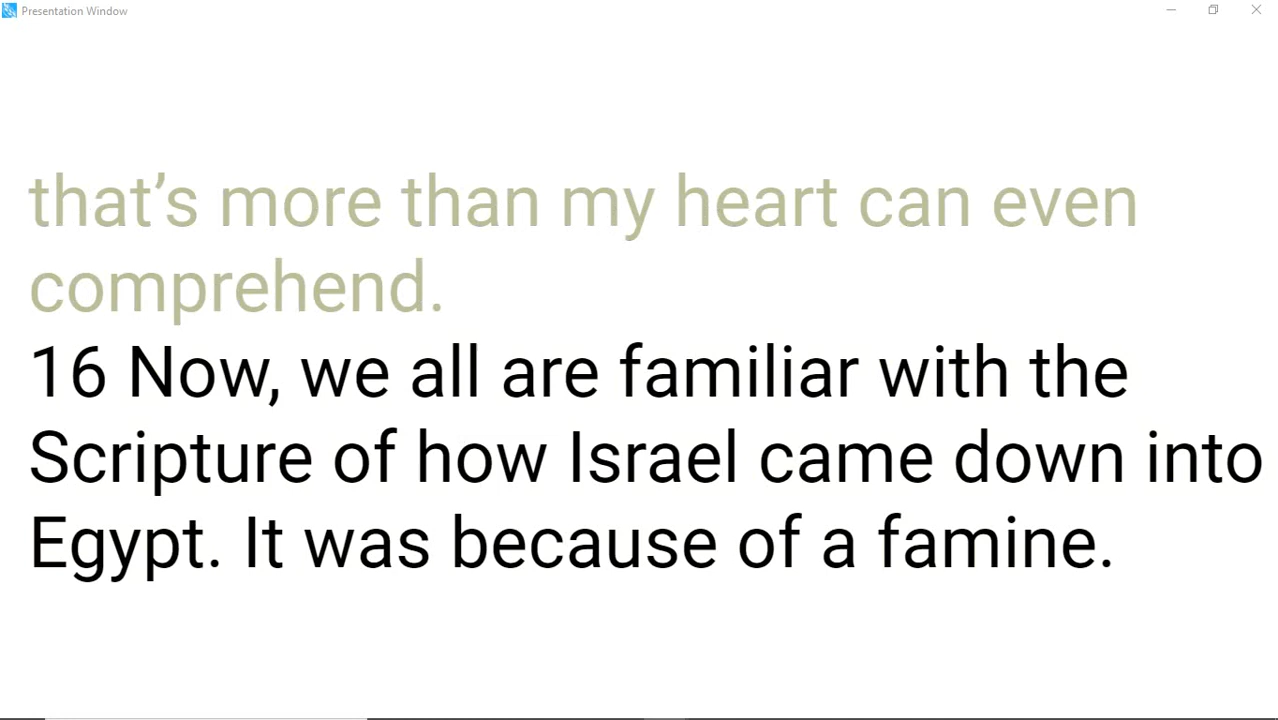 Presentation Window
that’s more than my heart can even
comprehend.
16 Now, we all are familiar with the
Scripture of how Israel came down into
Egypt. It was because of a famine.